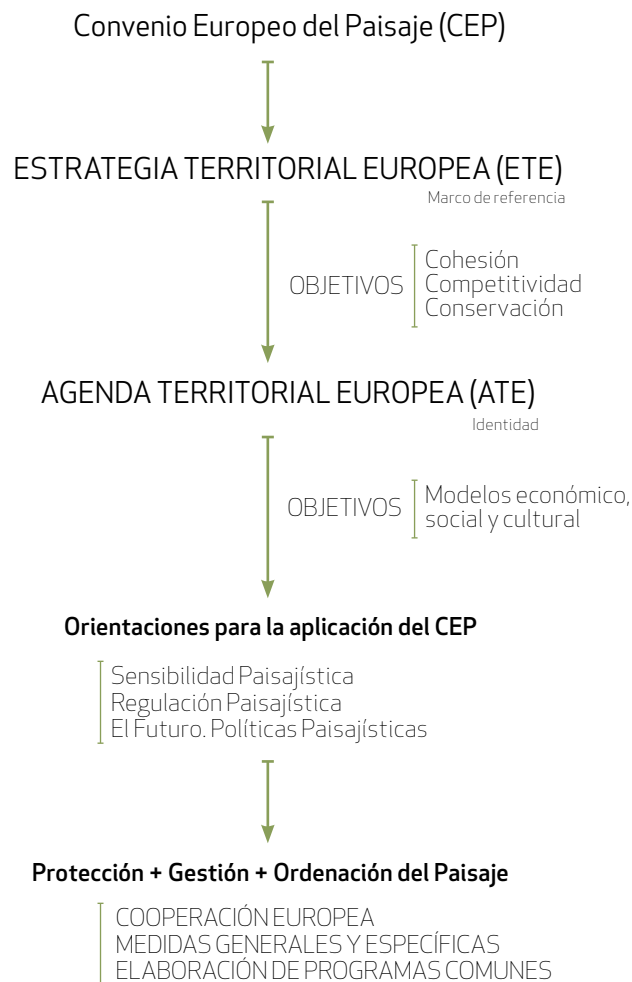 Convenio Europeo del Paisaje (CEP)
ESTRATEGIA TERRITORIAL EUROPEA (ETE)
Marco de referencia
OBJETIVOS
Cohesión
Competitividad
Conservación
AGENDA TERRITORIAL EUROPEA (ATE)
Identidad
OBJETIVOS
Modelos económico,
social y cultural
Orientaciones para la aplicación del CEP
Sensibilidad Paisajística
Regulación Paisajística
El Futuro. Políticas Paisajísticas
Protección + Gestión + Ordenación del Paisaje
COOPERACIÓN EUROPEA
MEDIDAS GENERALES Y ESPECÍFICAS
ELABORACIÓN DE PROGRAMAS COMUNES